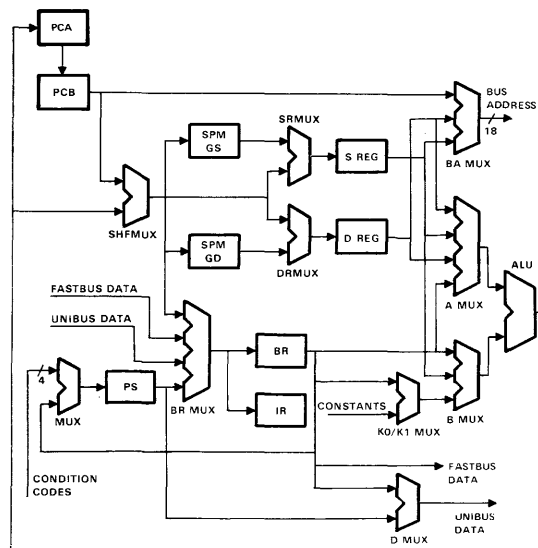 PCA
PCB
BUS
ADDRESS
18
BA MUX
SRMUX
SPM
GS
S REG
SHFMUX
SPM
GD
D REG
DRMUX
A MUX
ALU
FASTBUS DATA
UNIBUS DATA
4
MUX
PS
BR MUX
BR
IR
CONSTANTS
K0/K1 MUX
B MUX
CONDITION
CODES
FASTBUS
DATA
UNIBUS
DATA
D MUX